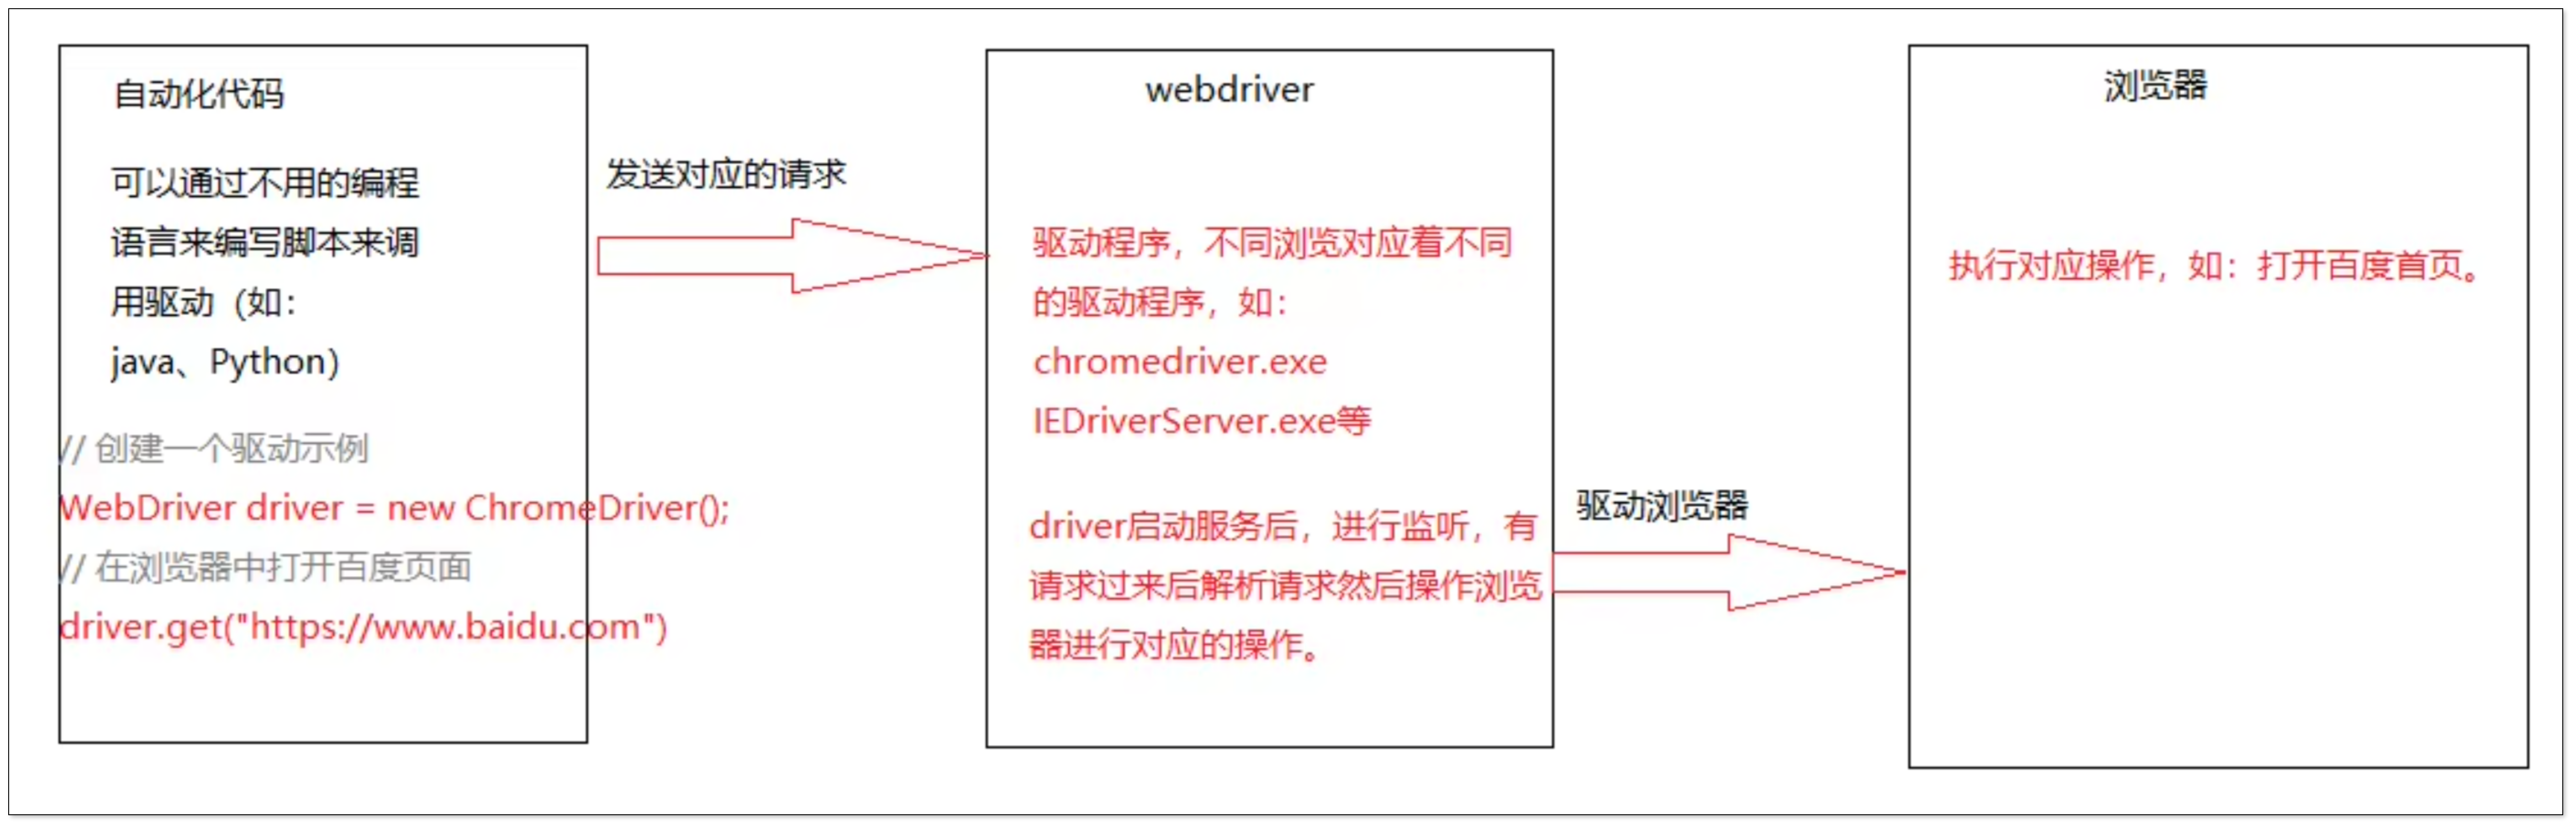 自动化代码
可以通过不用的编程
语言来编写脚本来调
用驱动（如：
java、Python）
// 创建一个驱动示例
WebDriver driver = new ChromeDriver();
// 在浏览器中打开百度页面
driver.get("https://www.baidu.com")
发送对应的请求
webdriver
驱动程序，不同浏览对应着不同
的驱动程序，如：
chromedriver.exe
IEDriverServer.exe等
driver启动服务后，进行监听，有
请求过来后解析请求然后操作浏览
器进行对应的操作。
驱动浏览器
浏览器
执行对应操作，如：打开百度首页。